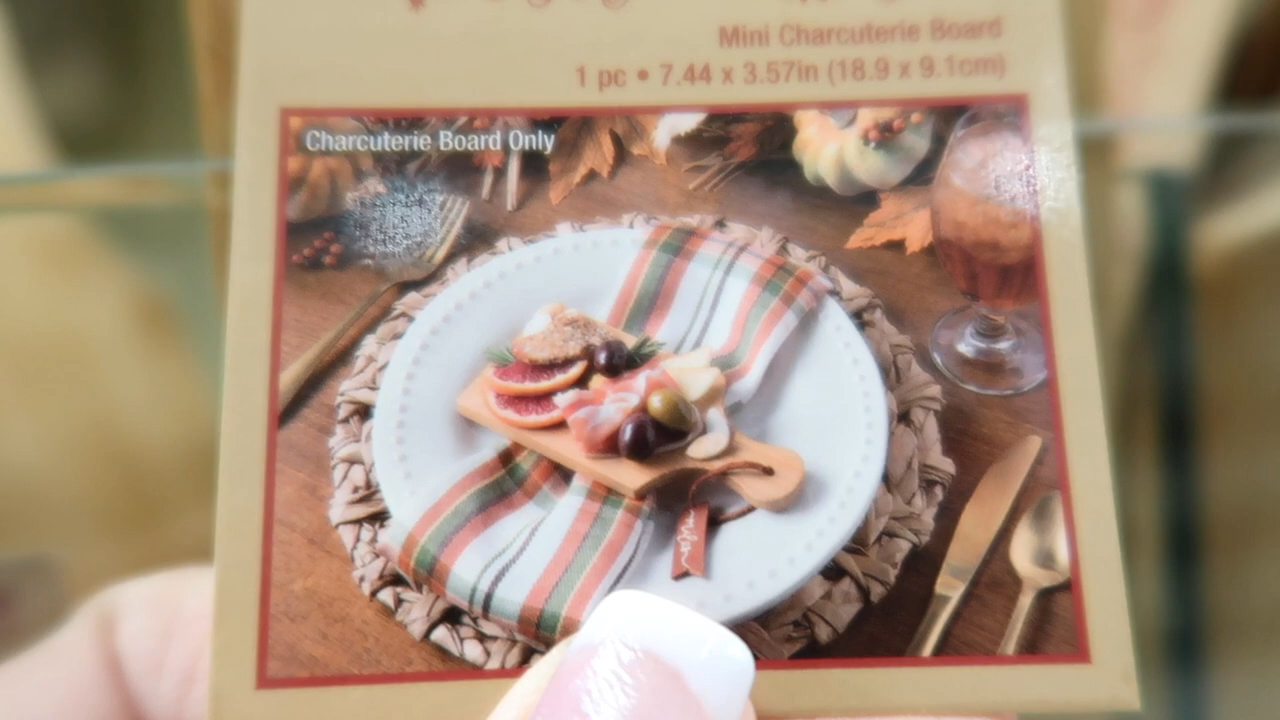 Mini Charcuterie Board
1 pc • 7.44 x 3.57in (18.9 x 9.1cm)
Charcuterie Board Only